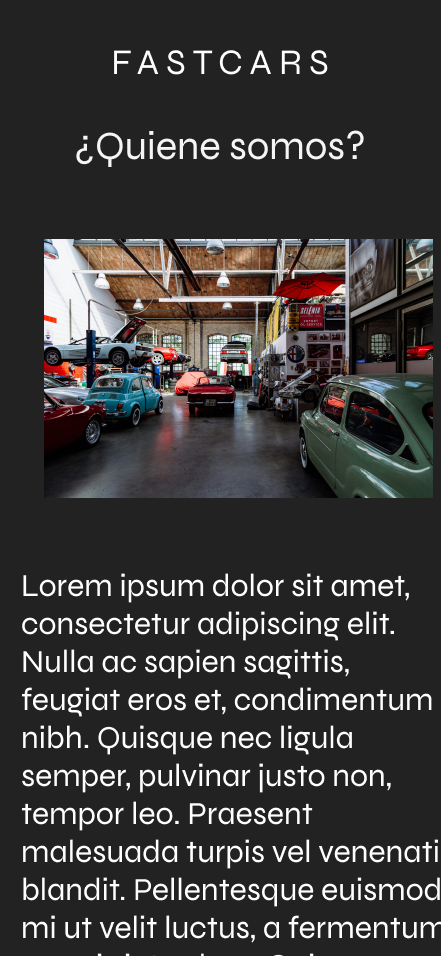 FASTCARS
¿Quiene somos?
Lorem ipsum dolor sit amet,
consectetur adipiscing elit.
Nulla ac sapien sagittis,
feugiat eros et, condimentum
nibh. Quisque nec ligula
semper, pulvinar justo non,
tempor leo. Praesent
malesuada turpis vel venenati
blandit. Pellentesque euismod
mi ut velit luctus, a fermentum